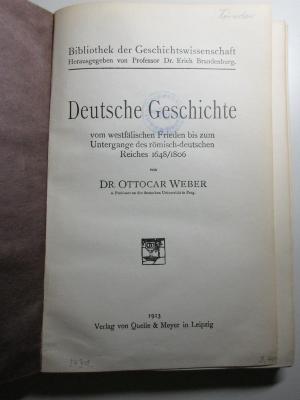 Bibliothek der Geschichtswissenschaft
Herausgegeben von Professor Dr. Erich Brandenburg.
Deutsche Geschichte
vom westfälischen Frieden bis zum
Untergange des römisch-deutschen
Reiches 1648/1806
von
DR. OTTOCAR WEBER
o. Professor an der deutschen Universität in Prag.
1913
Verlag von Quelle & Meyer in Leipzig